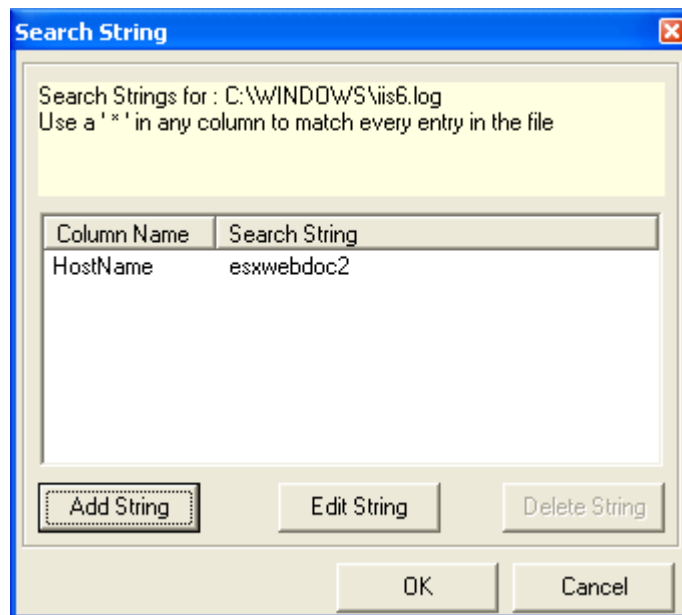 Search String
Search Strings for : C:\WINDOWS\iis6.log
Use a ' * ' in any column to match every entry in the file
Column Name Search String
HostName esxwebdoc2
Add String Edit String Delete String
OK Cancel